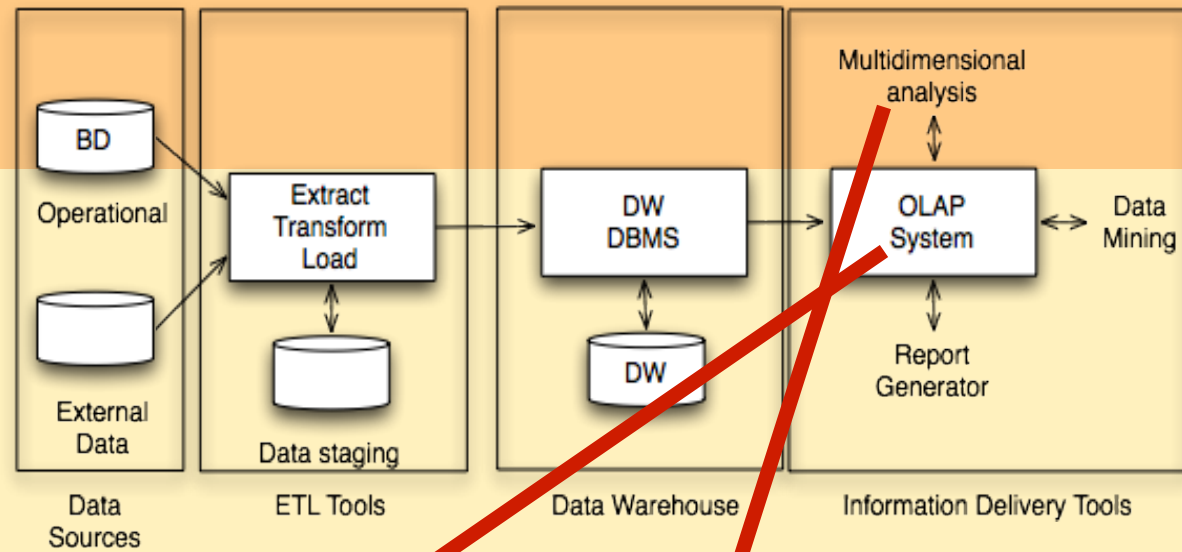 BD
Operational
External
Data
Data
Sources
Extract
Transform
Load
Data staging
ETL Tools
DW
DBMS
DW
Data Warehouse
Multidimensional
analysis
OLAP
System
Data
Mining
Report
Generator
Information Delivery Tools